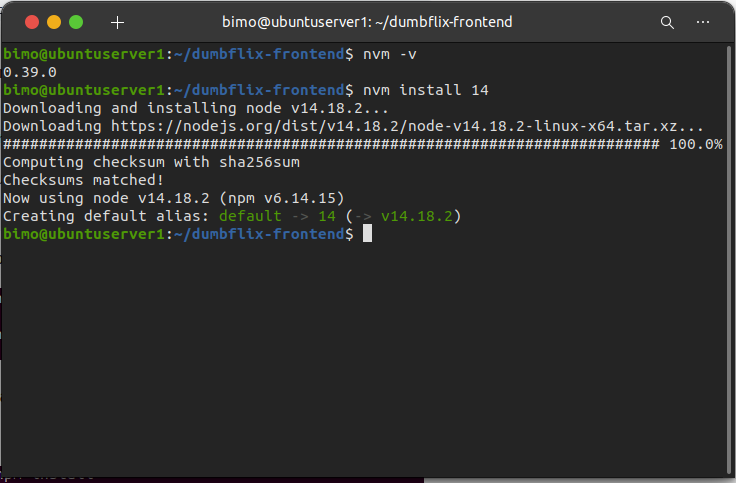 bimo@ubuntuserver1: ~/dumbflix-frontend
bimo@ubuntuserver1:~/dumbflix-frontend$ nvm -v
0.39.0
bimo@ubuntuserver1:~/dumbflix-frontend$ nvm install 14
Downloading and installing node v14.18.2...
Downloading https://nodejs.org/dist/v14.18.2/node-v14.18.2-linux-x64.tar.xz...
######################################################################### 100.0%
Computing checksum with sha256sum
Checksums matched!
Now using node v14.18.2 (npm v6.14.15)
Creating default alias: default -> 14 (-> v14.18.2)
bimo@ubuntuserver1:~/dumbflix-frontend$